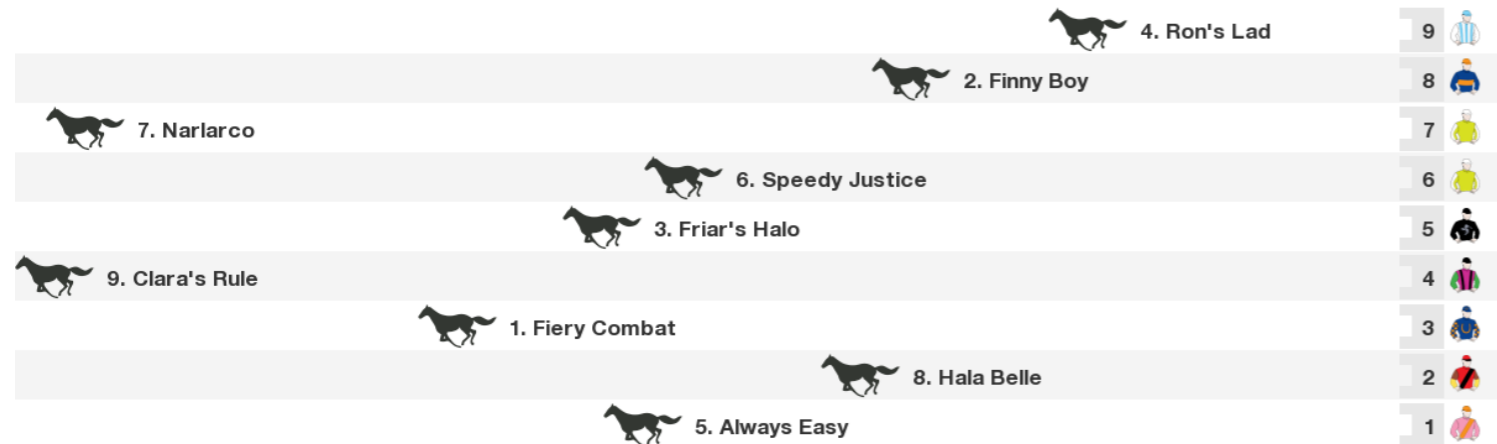 4. Ron's Lad 9
2. Finny Boy 8
7. Narlarco 7
6. Speedy Justice 6
3. Friar's Halo 5
9. Clara's Rule 4
1. Fiery Combat 3
8. Hala Belle 2
5. Always Easy 1